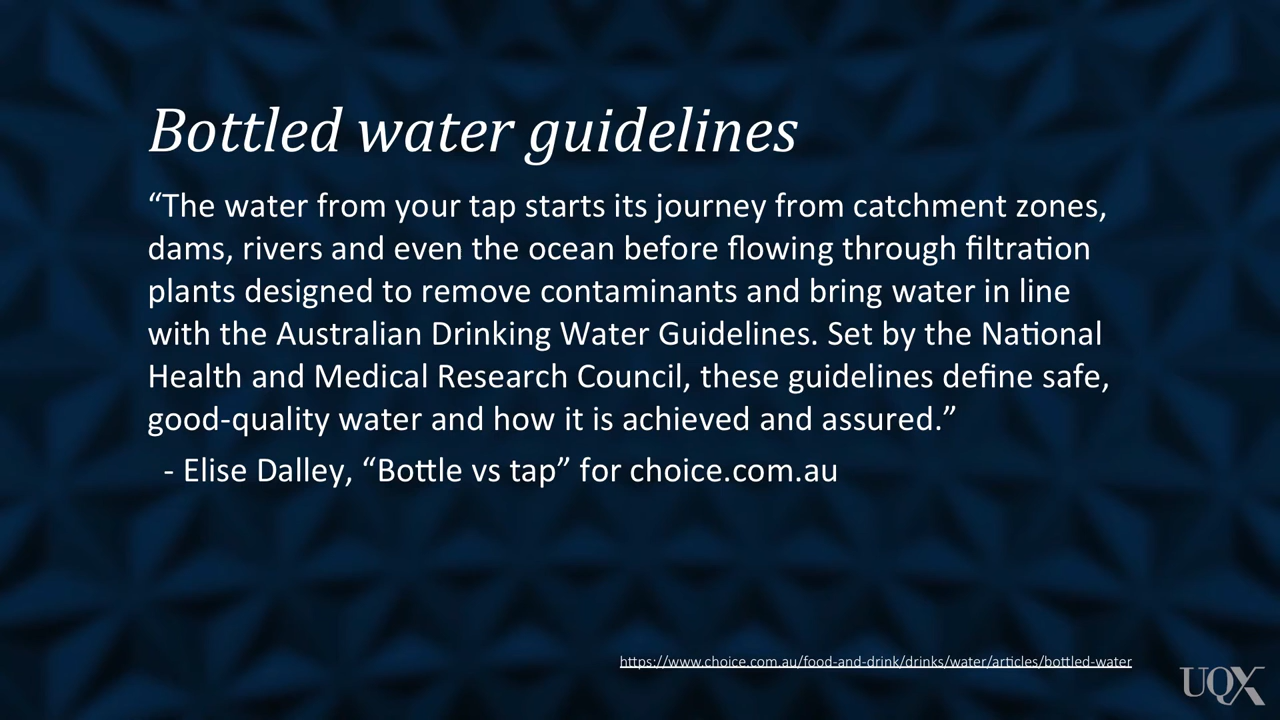 Bottled water guidelines
“The water from your tap starts its journey from catchment zones,
dams, rivers and even the ocean before flowing through filtration
plants designed to remove contaminants and bring water in line
with the Australian Drinking Water Guidelines. Set by the National
Health and Medical Research Council, these guidelines define safe,
good-quality water and how it is achieved and assured.”
- Elise Dalley, “Bottle vs tap” for choice.com.au
https://www.choice.com.au/food-and-drink/drinks/water/articles/bottled-water
UQX